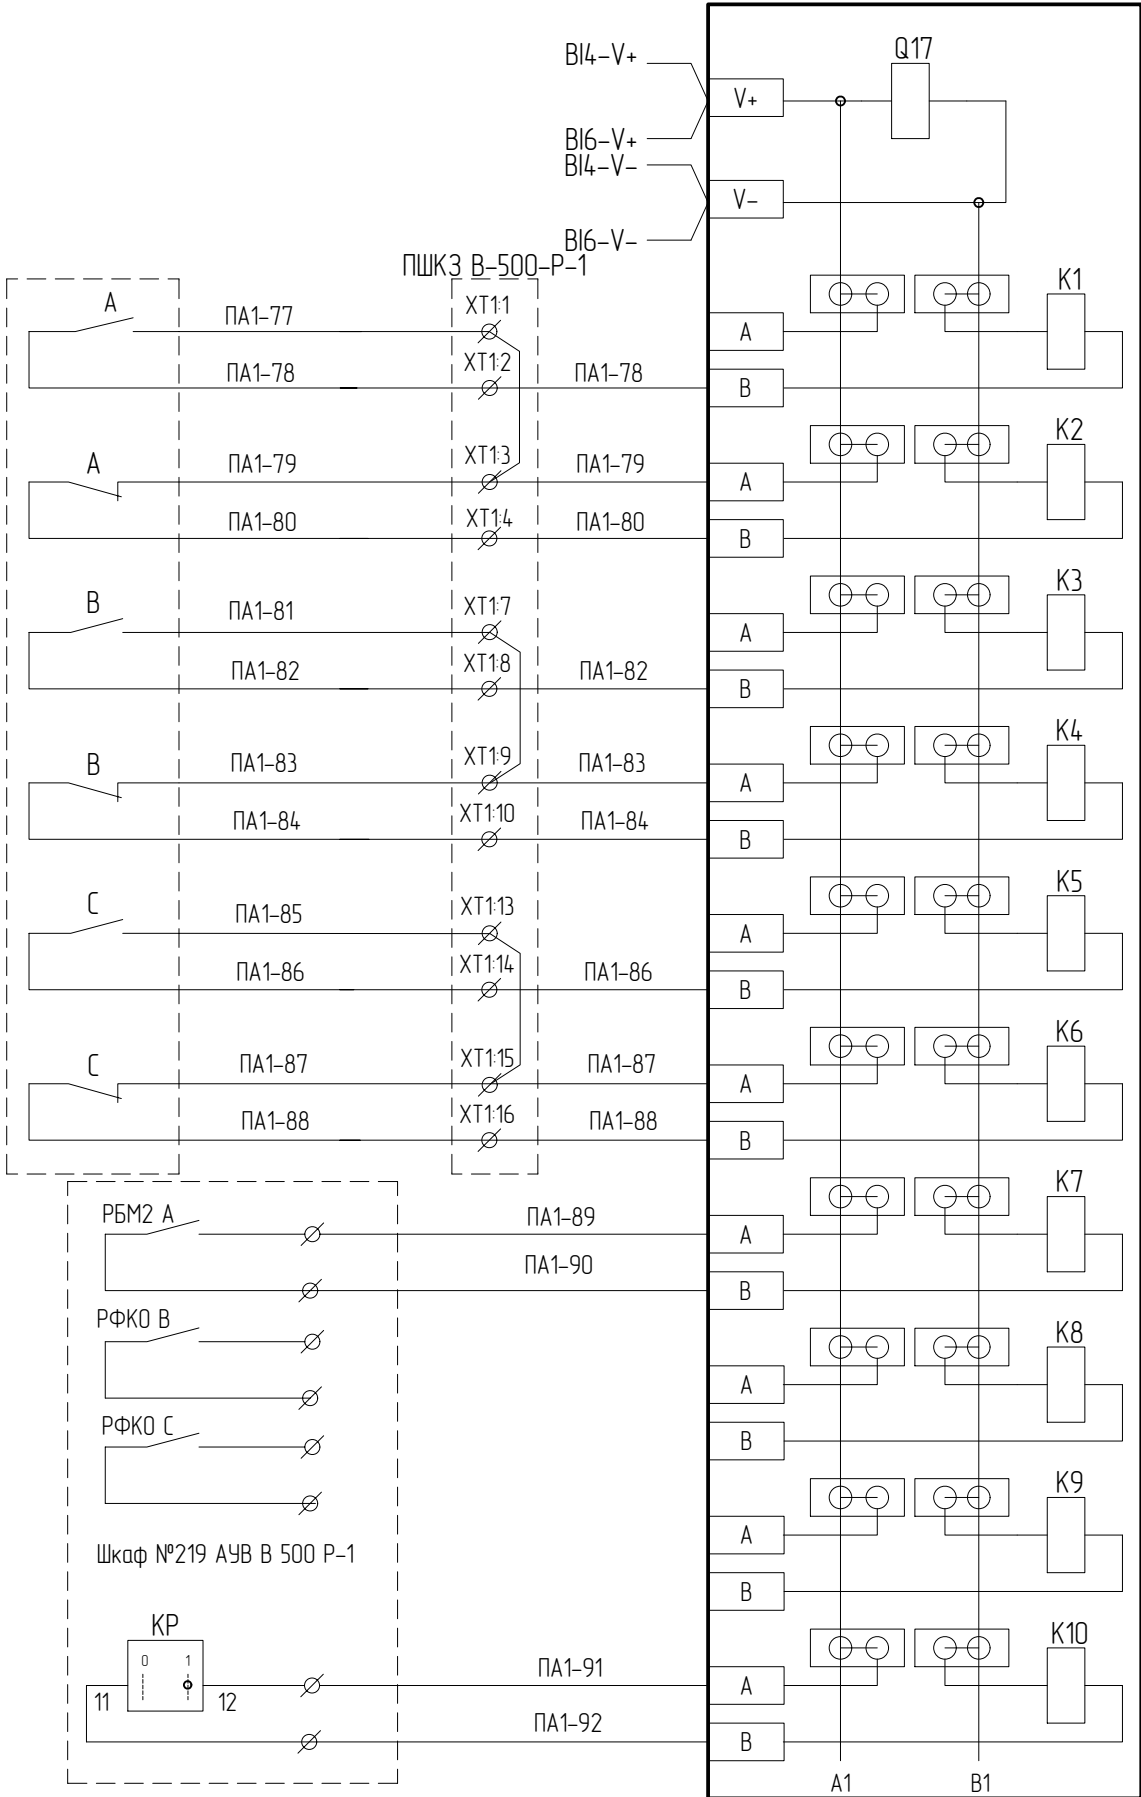 BI4-V+
Q17
V+
BI6-V+
BI4-V-
V-
BI6-V-
ПШКЗ В-500-Р-1
A
ПА1-77
XT1:1
A
K1
ПА1-78
XT1:2
ПА1-78
B
A
ПА1-79
XT1:3
ПА1-79
A
K2
ПА1-80
XT1:4
ПА1-80
B
B
ПА1-81
XT1:7
A
K3
ПА1-82
XT1:8
ПА1-82
B
B
ПА1-83
XT1:9
ПА1-83
A
K4
ПА1-84
XT1:10
ПА1-84
B
C
ПА1-85
XT1:13
A
K5
ПА1-86
XT1:14
ПА1-86
B
C
ПА1-87
XT1:15
ПА1-87
A
K6
ПА1-88
XT1:16
ПА1-88
B
РБМ2 А
ПА1-89
A
K7
ПА1-90
B
РФКО В
A
K8
РФКО С
B
Шкаф №219 АУВ В 500 Р-1
A
K9
B
КР
0 1
11
12
ПА1-91
A
K10
ПА1-92
B
A1
B1